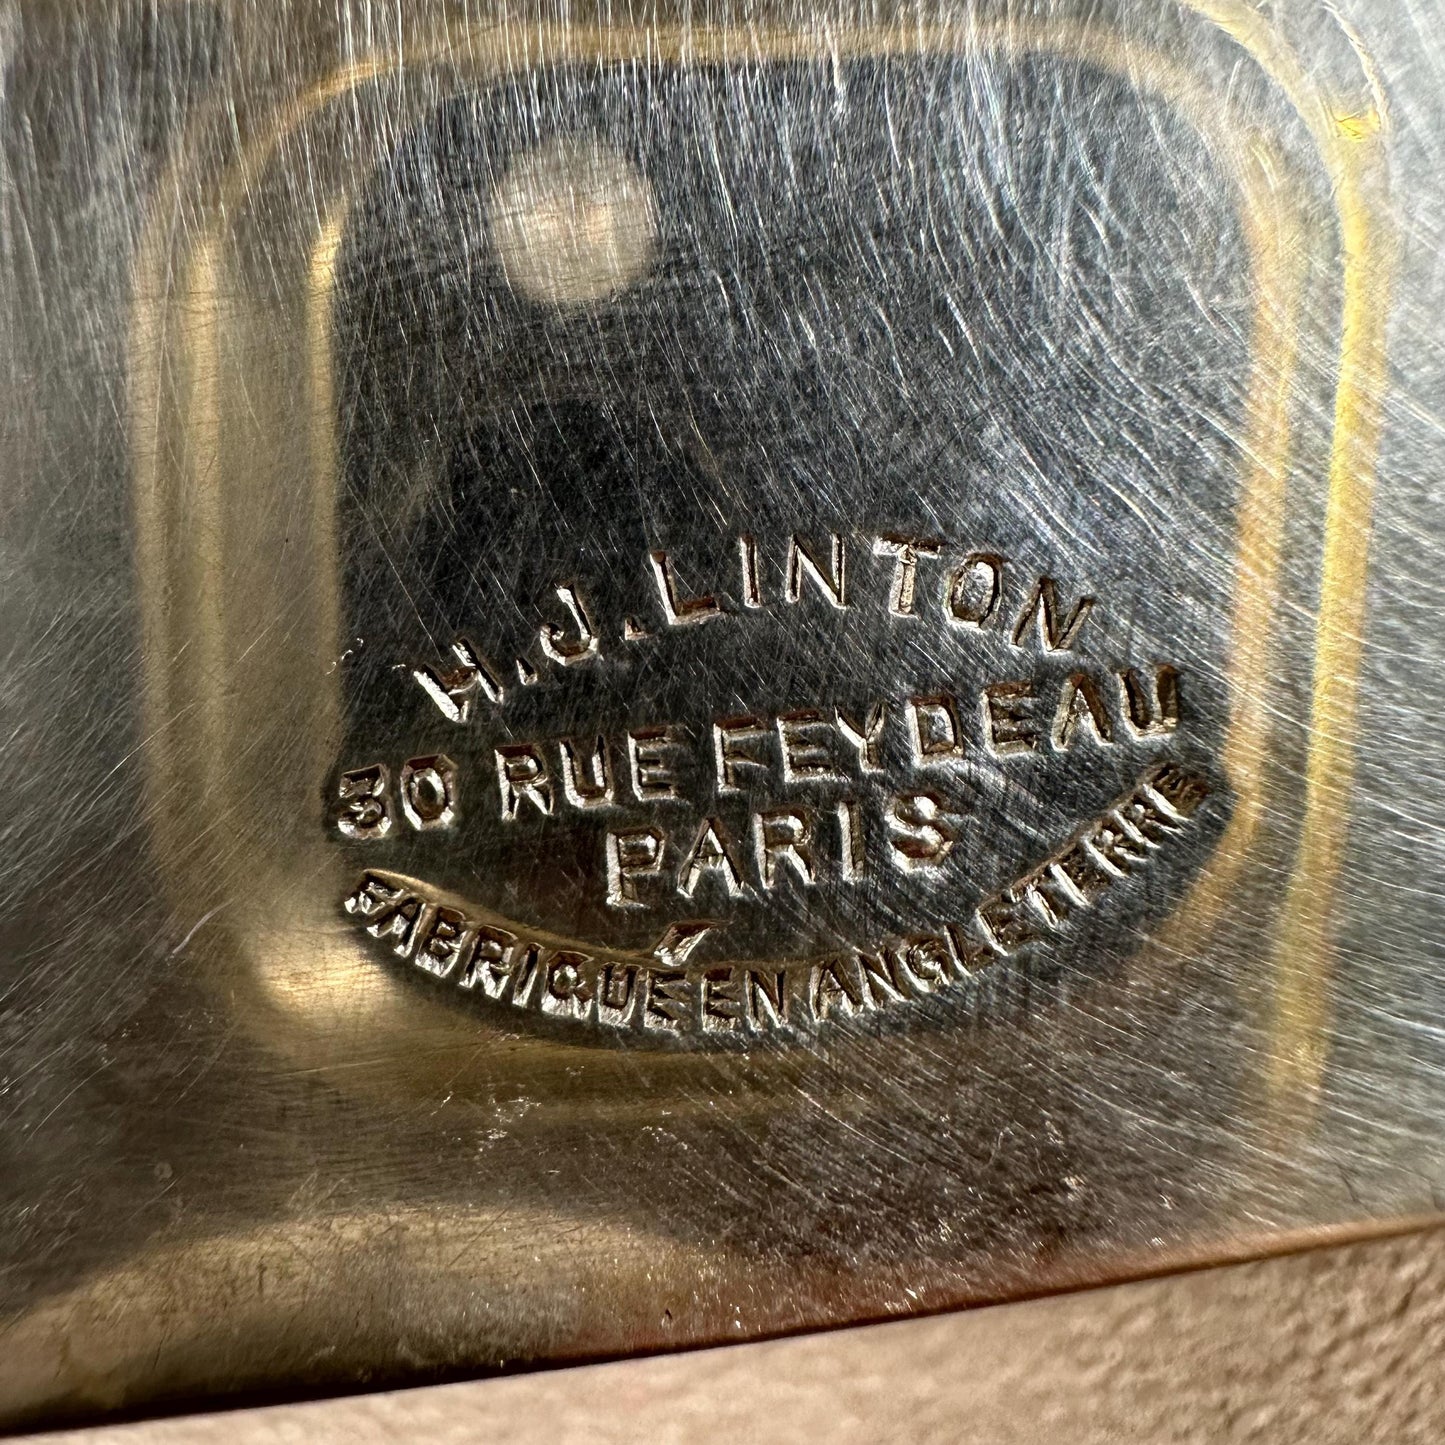 H.J.LINTON
30 RUE FEYDEAU
PARIS
FABRIQUÉ EN ANGLETERRE